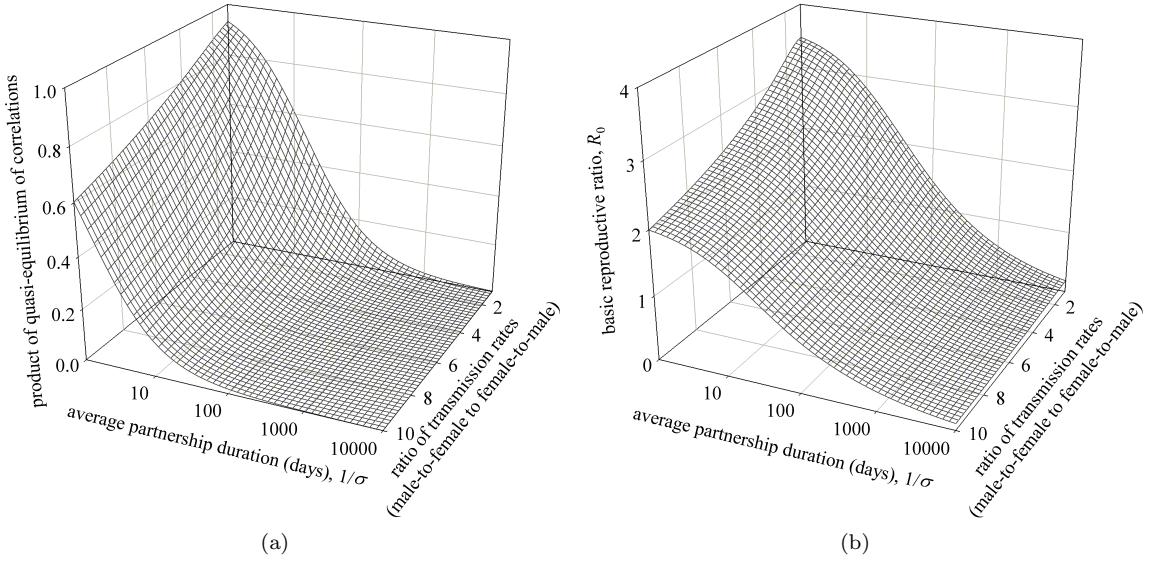 1.0
0.8
0.6
0.4
0.2
0.0
product of quasi-equilibrium of correlations
10
100
1000
10000
average partnership duration (days), 1/σ
2
4
6
8
10
ratio of transmission rates
(male-to-female to female-to-male)
(a)
4
3
2
1
0
basic reproductive ratio, R₀
10
100
1000
10000
average partnership duration (days), 1/σ
2
4
6
8
10
ratio of transmission rates
(male-to-female to female-to-male)
(b)